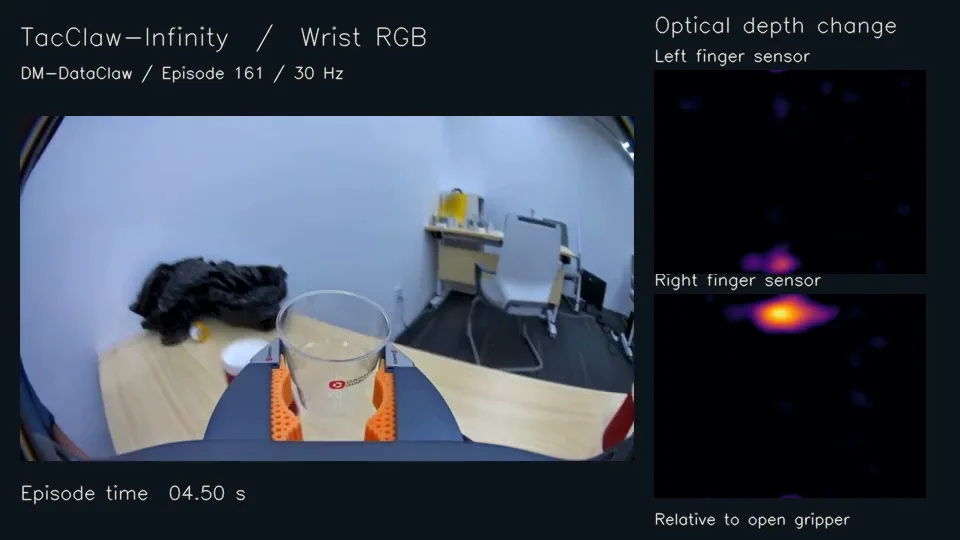 TacClaw-Infinity / Wrist RGB
DM-DataClaw / Episode 161 / 30 Hz
Optical depth change
Left finger sensor
Right finger sensor
Episode time 04.50 s
Relative to open gripper